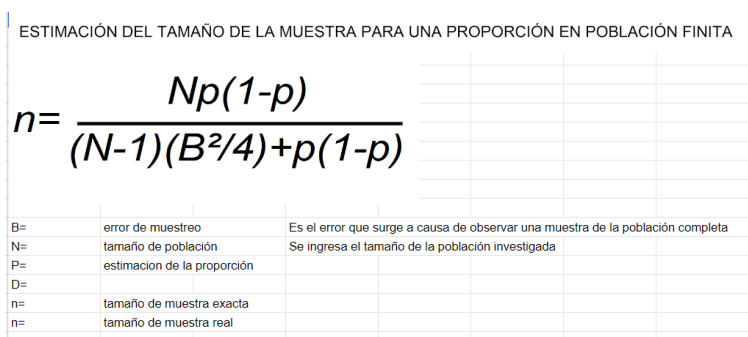 ESTIMACIÓN DEL TAMAÑO DE LA MUESTRA PARA UNA PROPORCIÓN EN POBLACIÓN FINITA
Np(1-p)
n=
(N-1)(B²/4)+p(1-p)
B= error de muestreo Es el error que surge a causa de observar una muestra de la población completa
N= tamaño de población Se ingresa el tamaño de la población investigada
P= estimacion de la proporción
D=
n= tamaño de muestra exacta
n= tamaño de muestra real